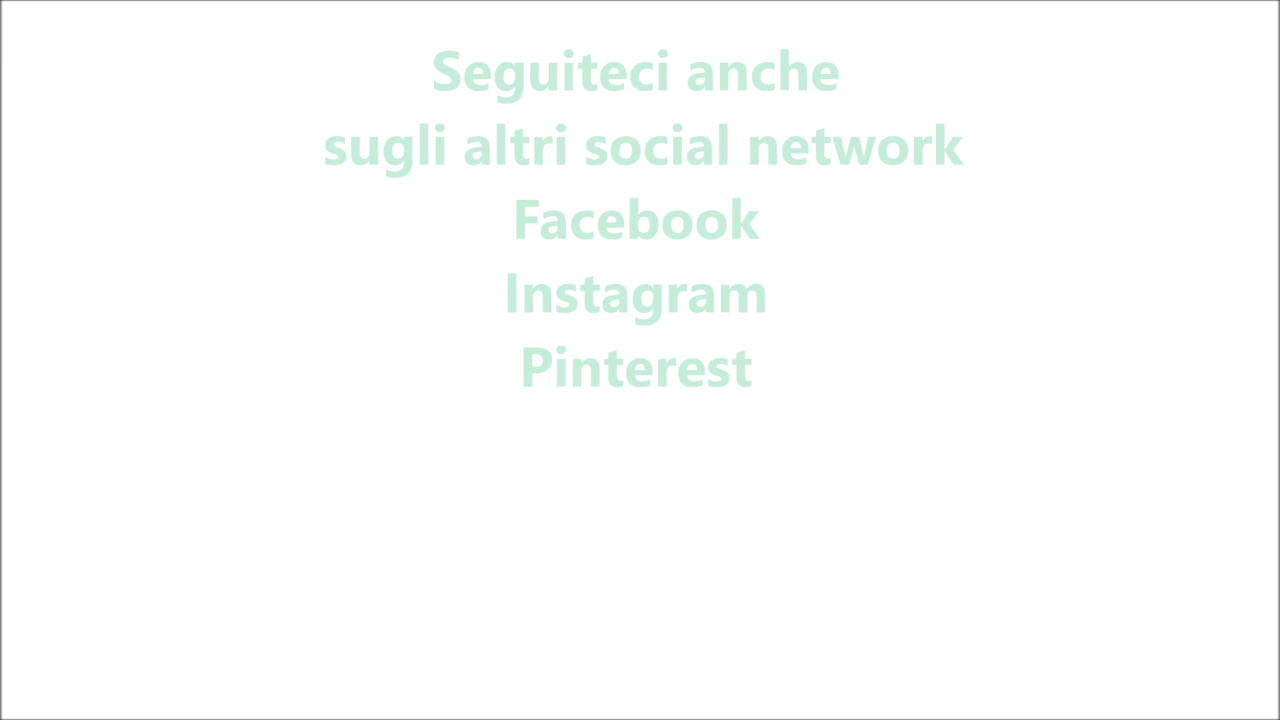 Seguiteci anche
sugli altri social network
Facebook
Instagram
Pinterest